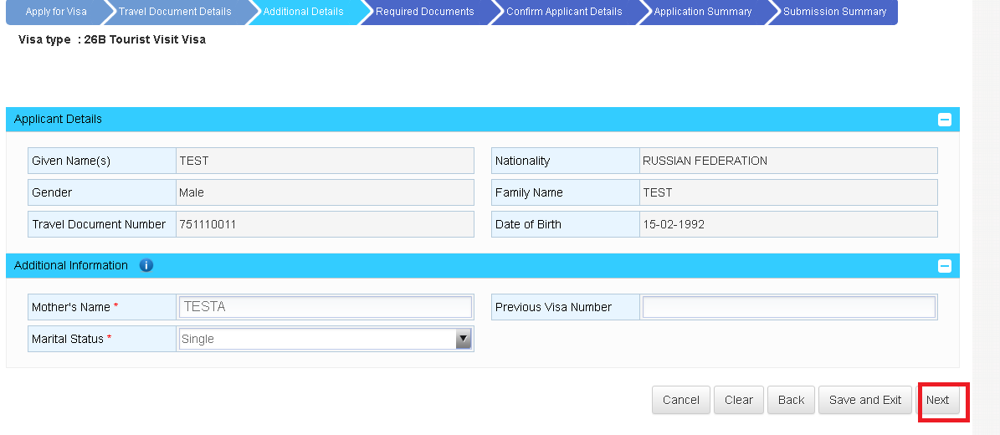 Apply for Visa Travel Document Details Additional Details Required Documents Confirm Applicant Details Application Summary Submission Summary
Visa type : 26B Tourist Visit Visa
Applicant Details
Given Name(s) TEST Nationality RUSSIAN FEDERATION
Gender Male Family Name TEST
Travel Document Number 751110011 Date of Birth 15-02-1992
Additional Information i
Mother's Name * TESTA Previous Visa Number
Marital Status * Single
Cancel Clear Back Save and Exit Next